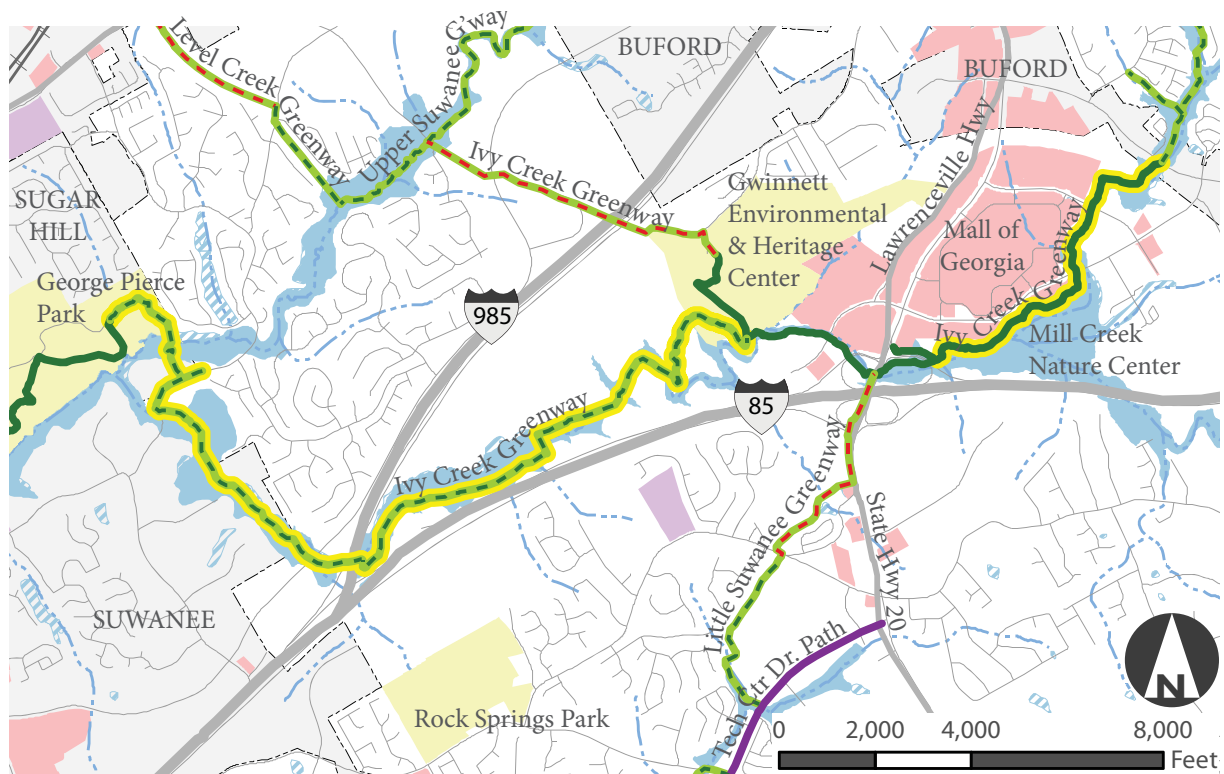 Level Creek Greenway
Upper Suwanee G'way
BUFORD
BUFORD
Ivy Creek Greenway
Lawrenceville Hwy
Gwinnett
Environmental
& Heritage
Center
SUGAR
HILL
Mall of
Georgia
George Pierce
Park
985
Ivy Creek Greenway
Mill Creek
Nature Center
85
Ivy Creek Greenway
Little Suwanee Greenway
State Hwy 20
SUWANEE
Tech Ctr Dr. Path
Rock Springs Park
N
0 2,000 4,000 8,000
Feet